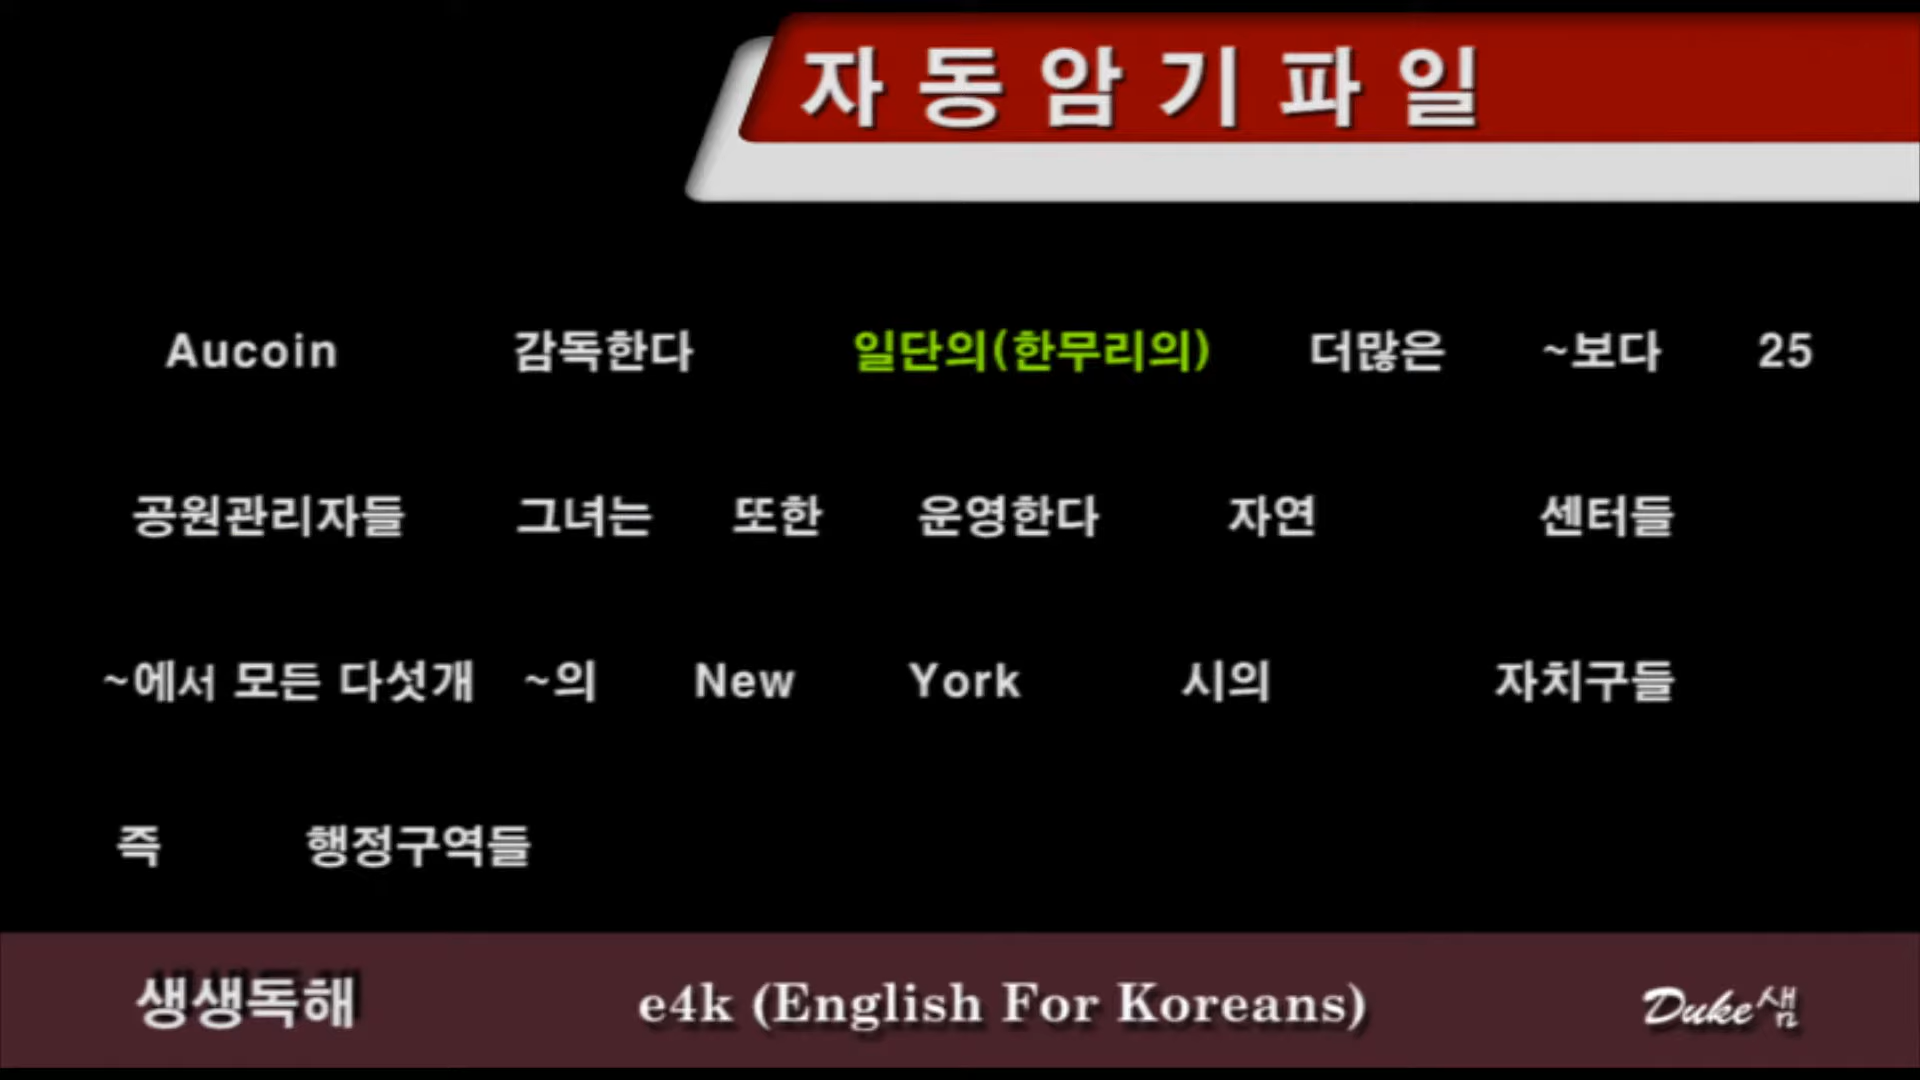 자동암기파일
Aucoin 감독한다 일단의(한무리의) 더많은 ~보다 25
공원관리자들 그녀는 또한 운영한다 자연 센터들
~에서 모든 다섯개 ~의 New York 시의 자치구들
즉 행정구역들
생생독해 e4k (English For Koreans) Duke샘